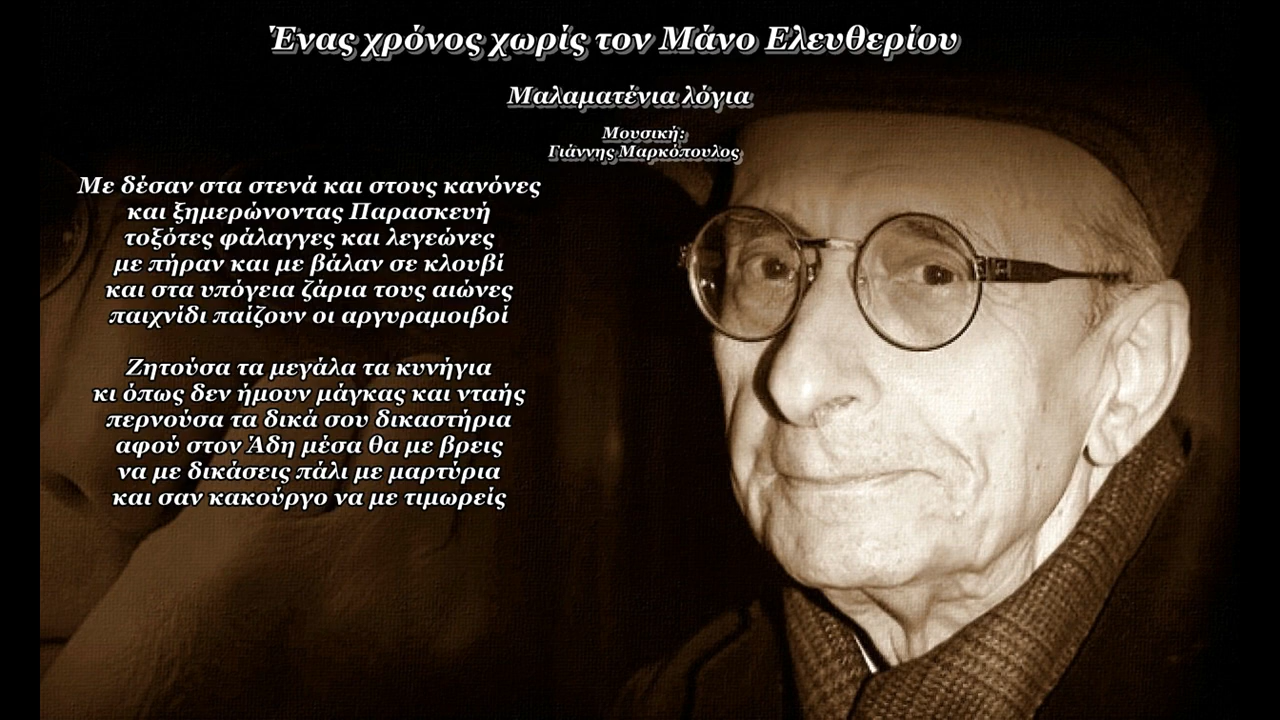 Ένας χρόνος χωρίς τον Μάνο Ελευθερίου
Μαλαματένια λόγια
Μουσική:
Γιάννης Μαρκόπουλος
Με δέσαν στα στενά και στους κανόνες
και ξημερώνοντας Παρασκευή
τοξότες φάλαγγες και λεγεώνες
με πήραν και με βάλαν σε κλουβί
και στα υπόγεια ζάρια τους αιώνες
παιχνίδι παίζουν οι αργυραμοιβοί
Ζητούσα τα μεγάλα τα κυνήγια
κι όπως δεν ήμουν μάγκας και νταής
περνούσα τα δικά σου δικαστήρια
αφού στον Άδη μέσα θα με βρεις
να με δικάσεις πάλι με μαρτύρια
και σαν κακούργο να με τιμωρείς